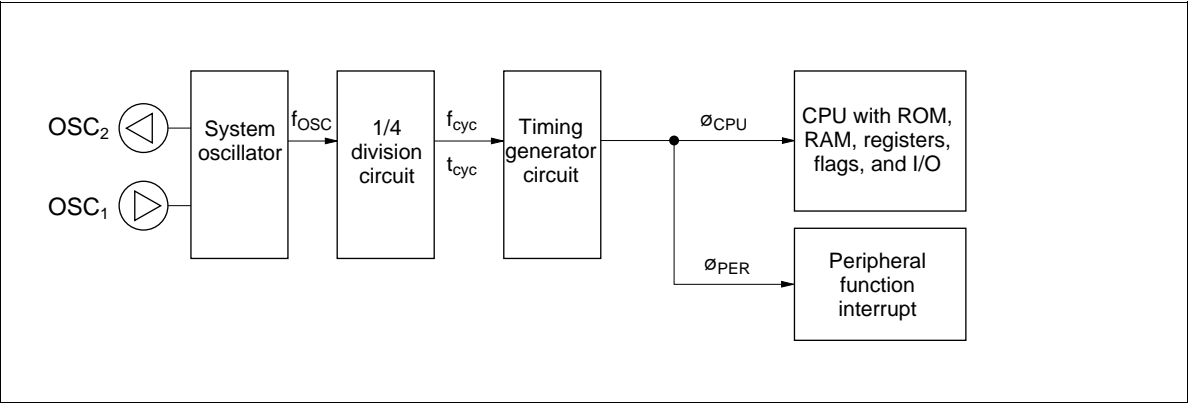 OSC2
OSC1
System
oscillator
fOSC
1/4
division
circuit
fcyc
tcyc
Timing
generator
circuit
øCPU
CPU with ROM,
RAM, registers,
flags, and I/O
øPER
Peripheral
function
interrupt